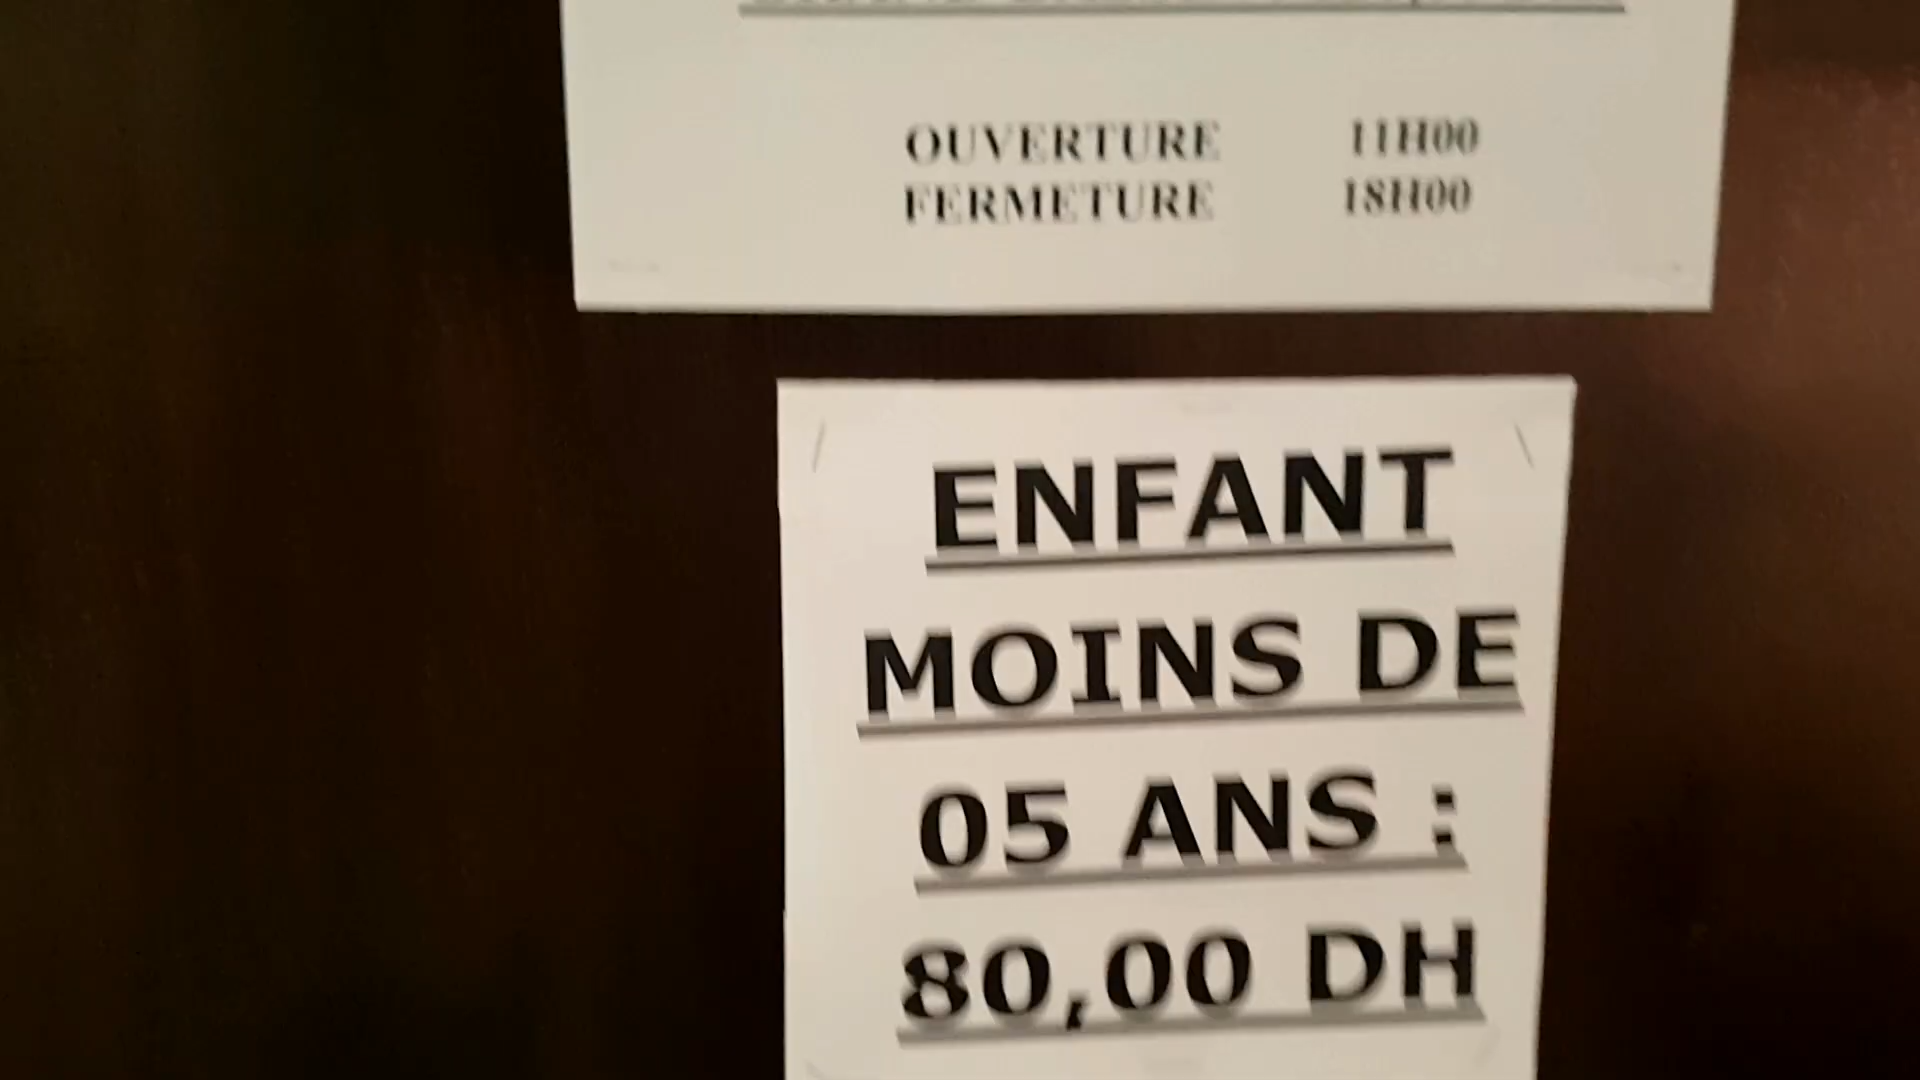 OUVERTURE 11H00
FERMETURE 18H00
ENFANT
MOINS DE
05 ANS :
80,00 DH